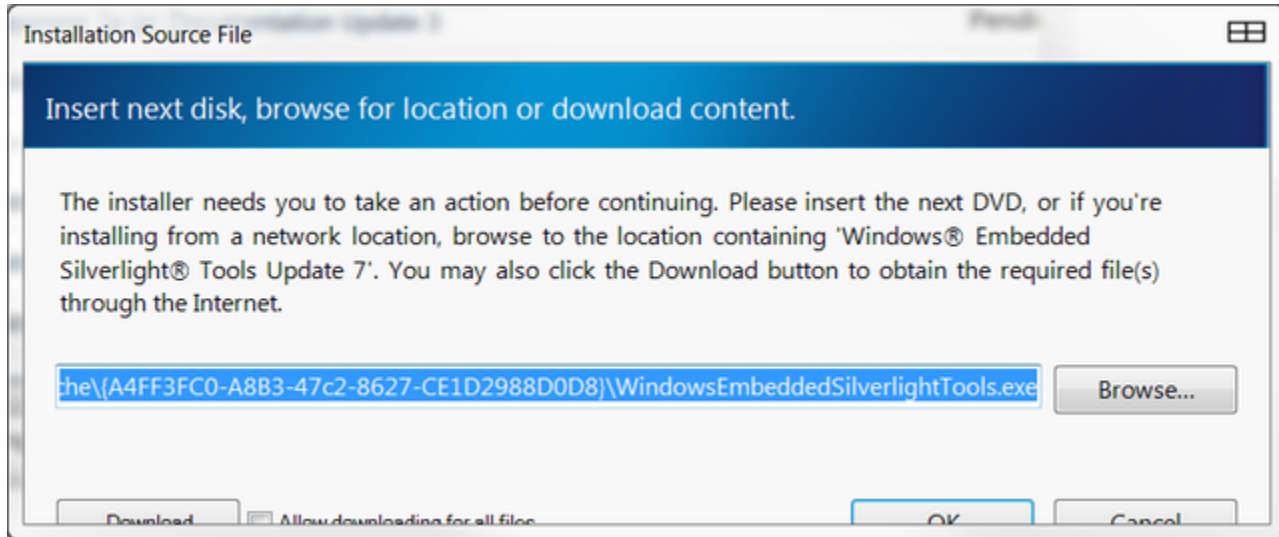 Documentation Update 3
Installation Source File
Insert next disk, browse for location or download content.
The installer needs you to take an action before continuing. Please insert the next DVD, or if you're
installing from a network location, browse to the location containing 'Windows® Embedded
Silverlight® Tools Update 7'. You may also click the Download button to obtain the required file(s)
through the Internet.
che\{A4FF3FC0-A8B3-47c2-8627-CE1D2988D0D8}\WindowsEmbeddedSilverlightTools.exe
Browse...
Download
Allow downloading for all files
OK
Cancel